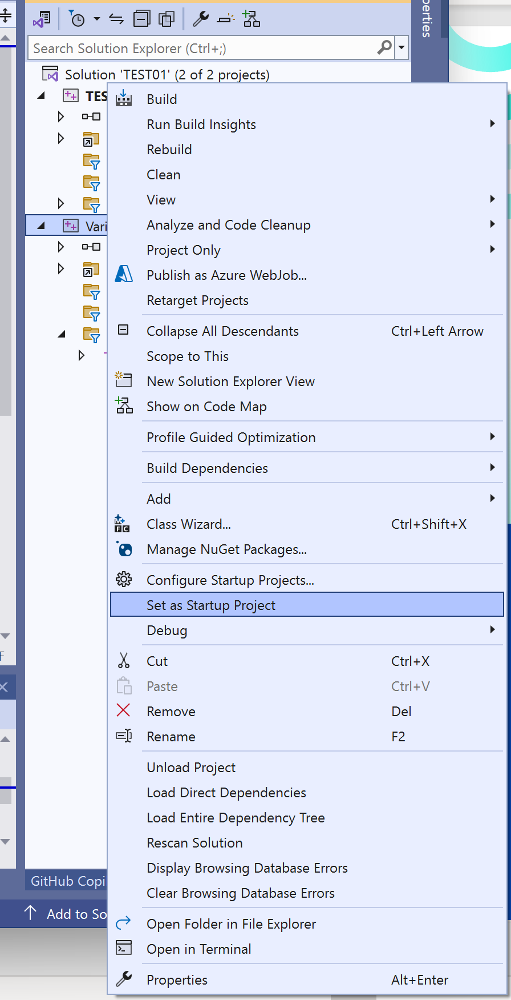 perties
Search Solution Explorer (Ctrl+;)
Solution 'TEST01' (2 of 2 projects)
TES
Vari
Build
Run Build Insights
Rebuild
Clean
View
Analyze and Code Cleanup
Project Only
Publish as Azure WebJob...
Retarget Projects
Collapse All Descendants Ctrl+Left Arrow
Scope to This
New Solution Explorer View
Show on Code Map
Profile Guided Optimization
Build Dependencies
Add
Class Wizard... Ctrl+Shift+X
Manage NuGet Packages...
Configure Startup Projects...
Set as Startup Project
Debug
Cut Ctrl+X
Paste Ctrl+V
Remove Del
Rename F2
Unload Project
Load Direct Dependencies
Load Entire Dependency Tree
Rescan Solution
Display Browsing Database Errors
Clear Browsing Database Errors
Open Folder in File Explorer
Open in Terminal
Properties Alt+Enter
F
GitHub Copi
Add to So